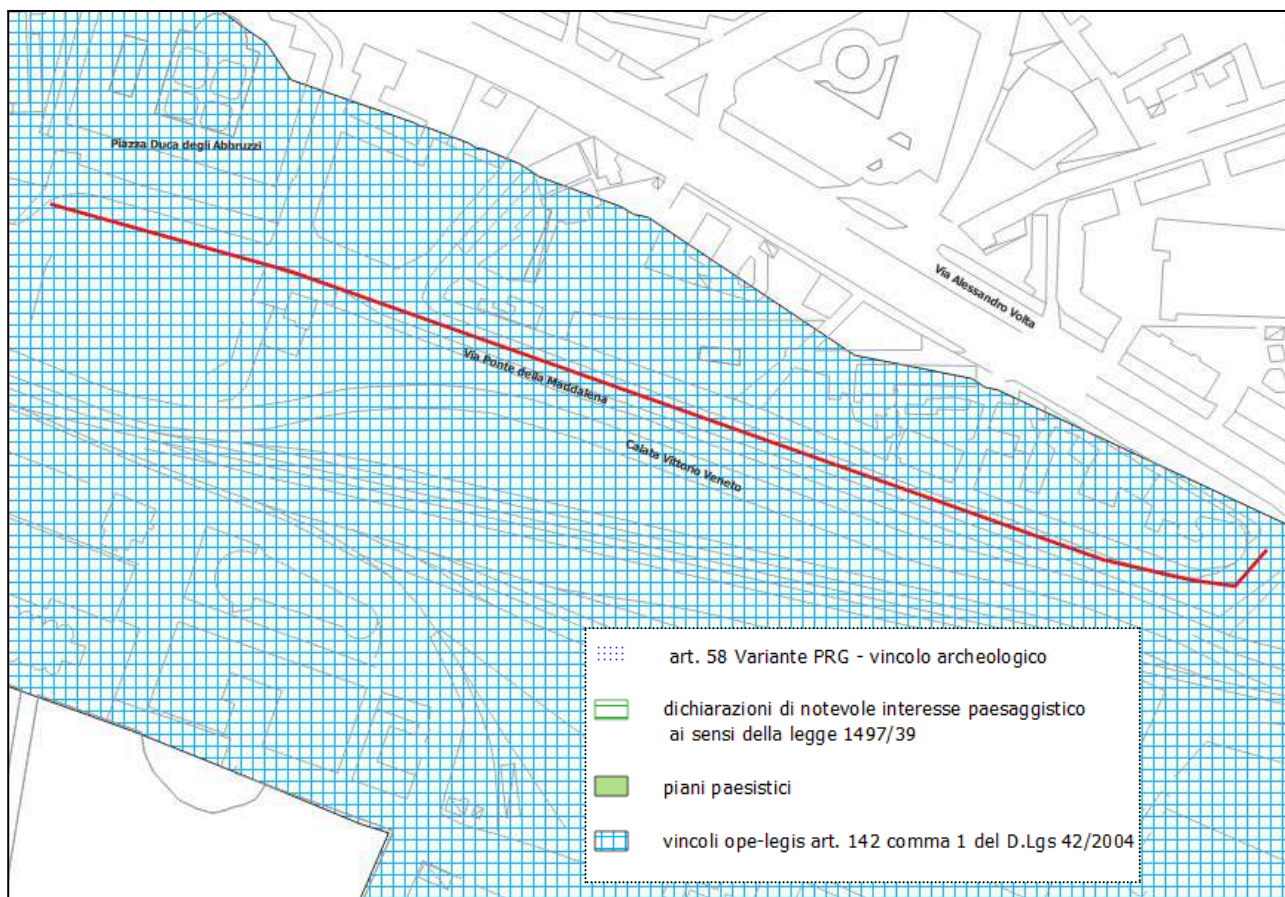 Piazza Duca degli Abbruzzi
Via Alessandro Volta
Via Ponte della Maddalena
Calata Vittorio Veneto
art. 58 Variante PRG - vincolo archeologico
dichiarazioni di notevole interesse paesaggistico
ai sensi della legge 1497/39
piani paesistici
vincoli ope-legis art. 142 comma 1 del D.Lgs 42/2004